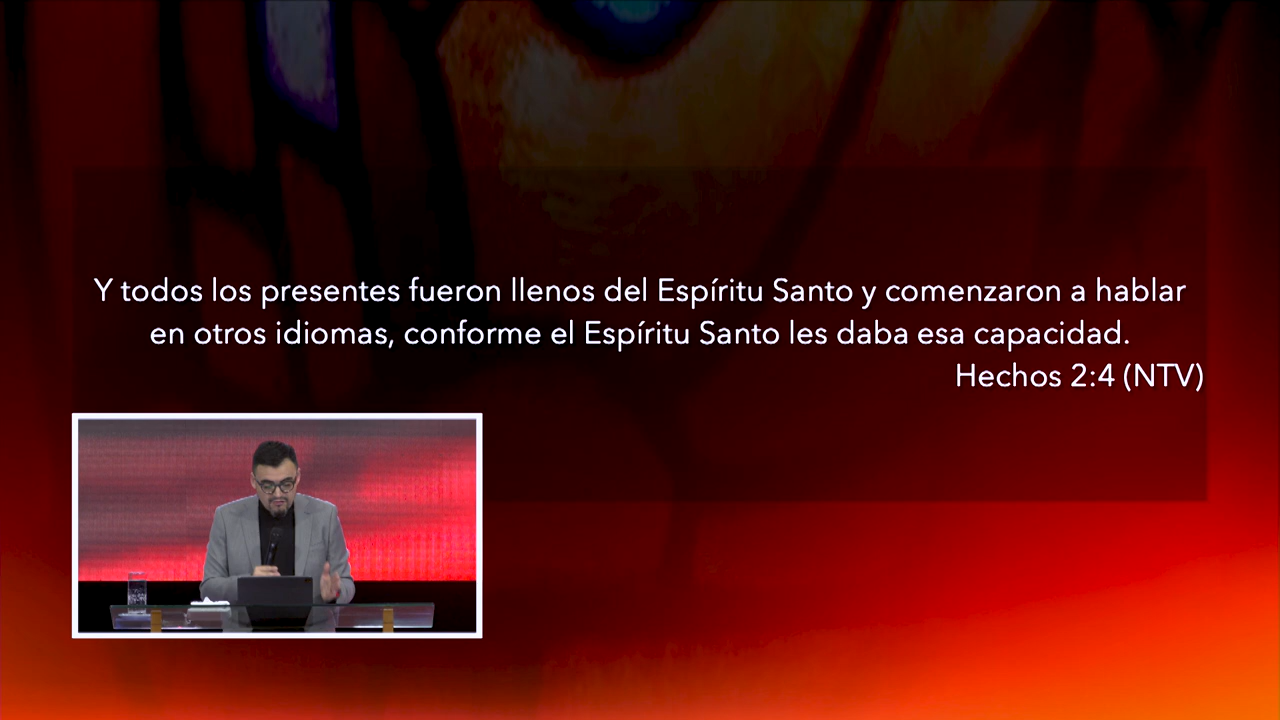 Y todos los presentes fueron llenos del Espíritu Santo y comenzaron a hablar
en otros idiomas, conforme el Espíritu Santo les daba esa capacidad.
Hechos 2:4 (NTV)